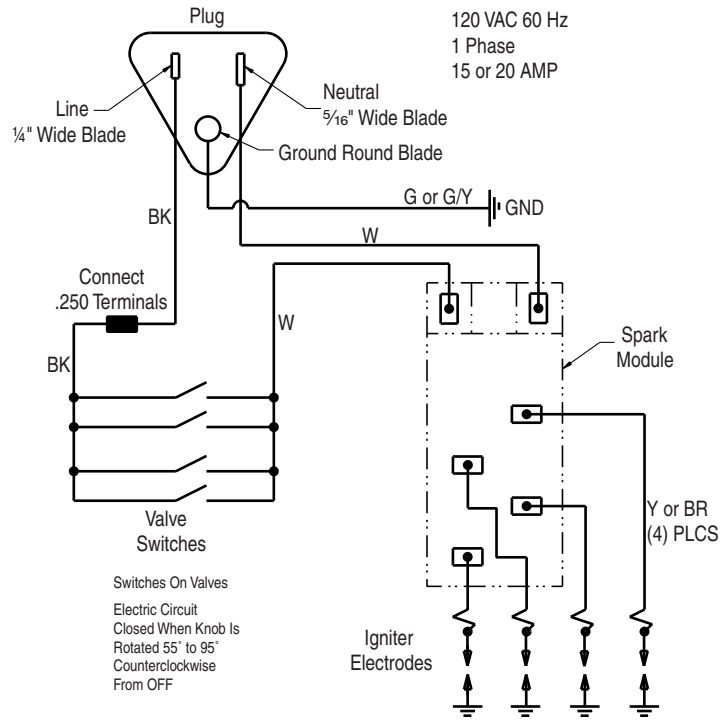 Plug
120 VAC 60 Hz
1 Phase
15 or 20 AMP
Line
¼" Wide Blade
Neutral
5⁄16" Wide Blade
Ground Round Blade
G or G/Y
GND
BK
W
Connect
.250 Terminals
W
BK
Spark
Module
Valve
Switches
Y or BR
(4) PLCS
Switches On Valves
Electric Circuit
Closed When Knob Is
Rotated 55˚ to 95˚
Counterclockwise
From OFF
Igniter
Electrodes